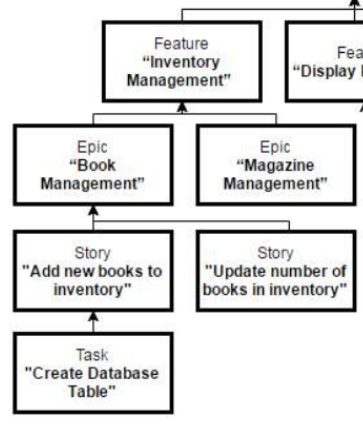 Feature
“Inventory
Management”
“Display
Epic
“Book
Management”
Epic
“Magazine
Management”
Story
"Add new books to
inventory"
Story
"Update number of
books in inventory"
Task
"Create Database
Table"